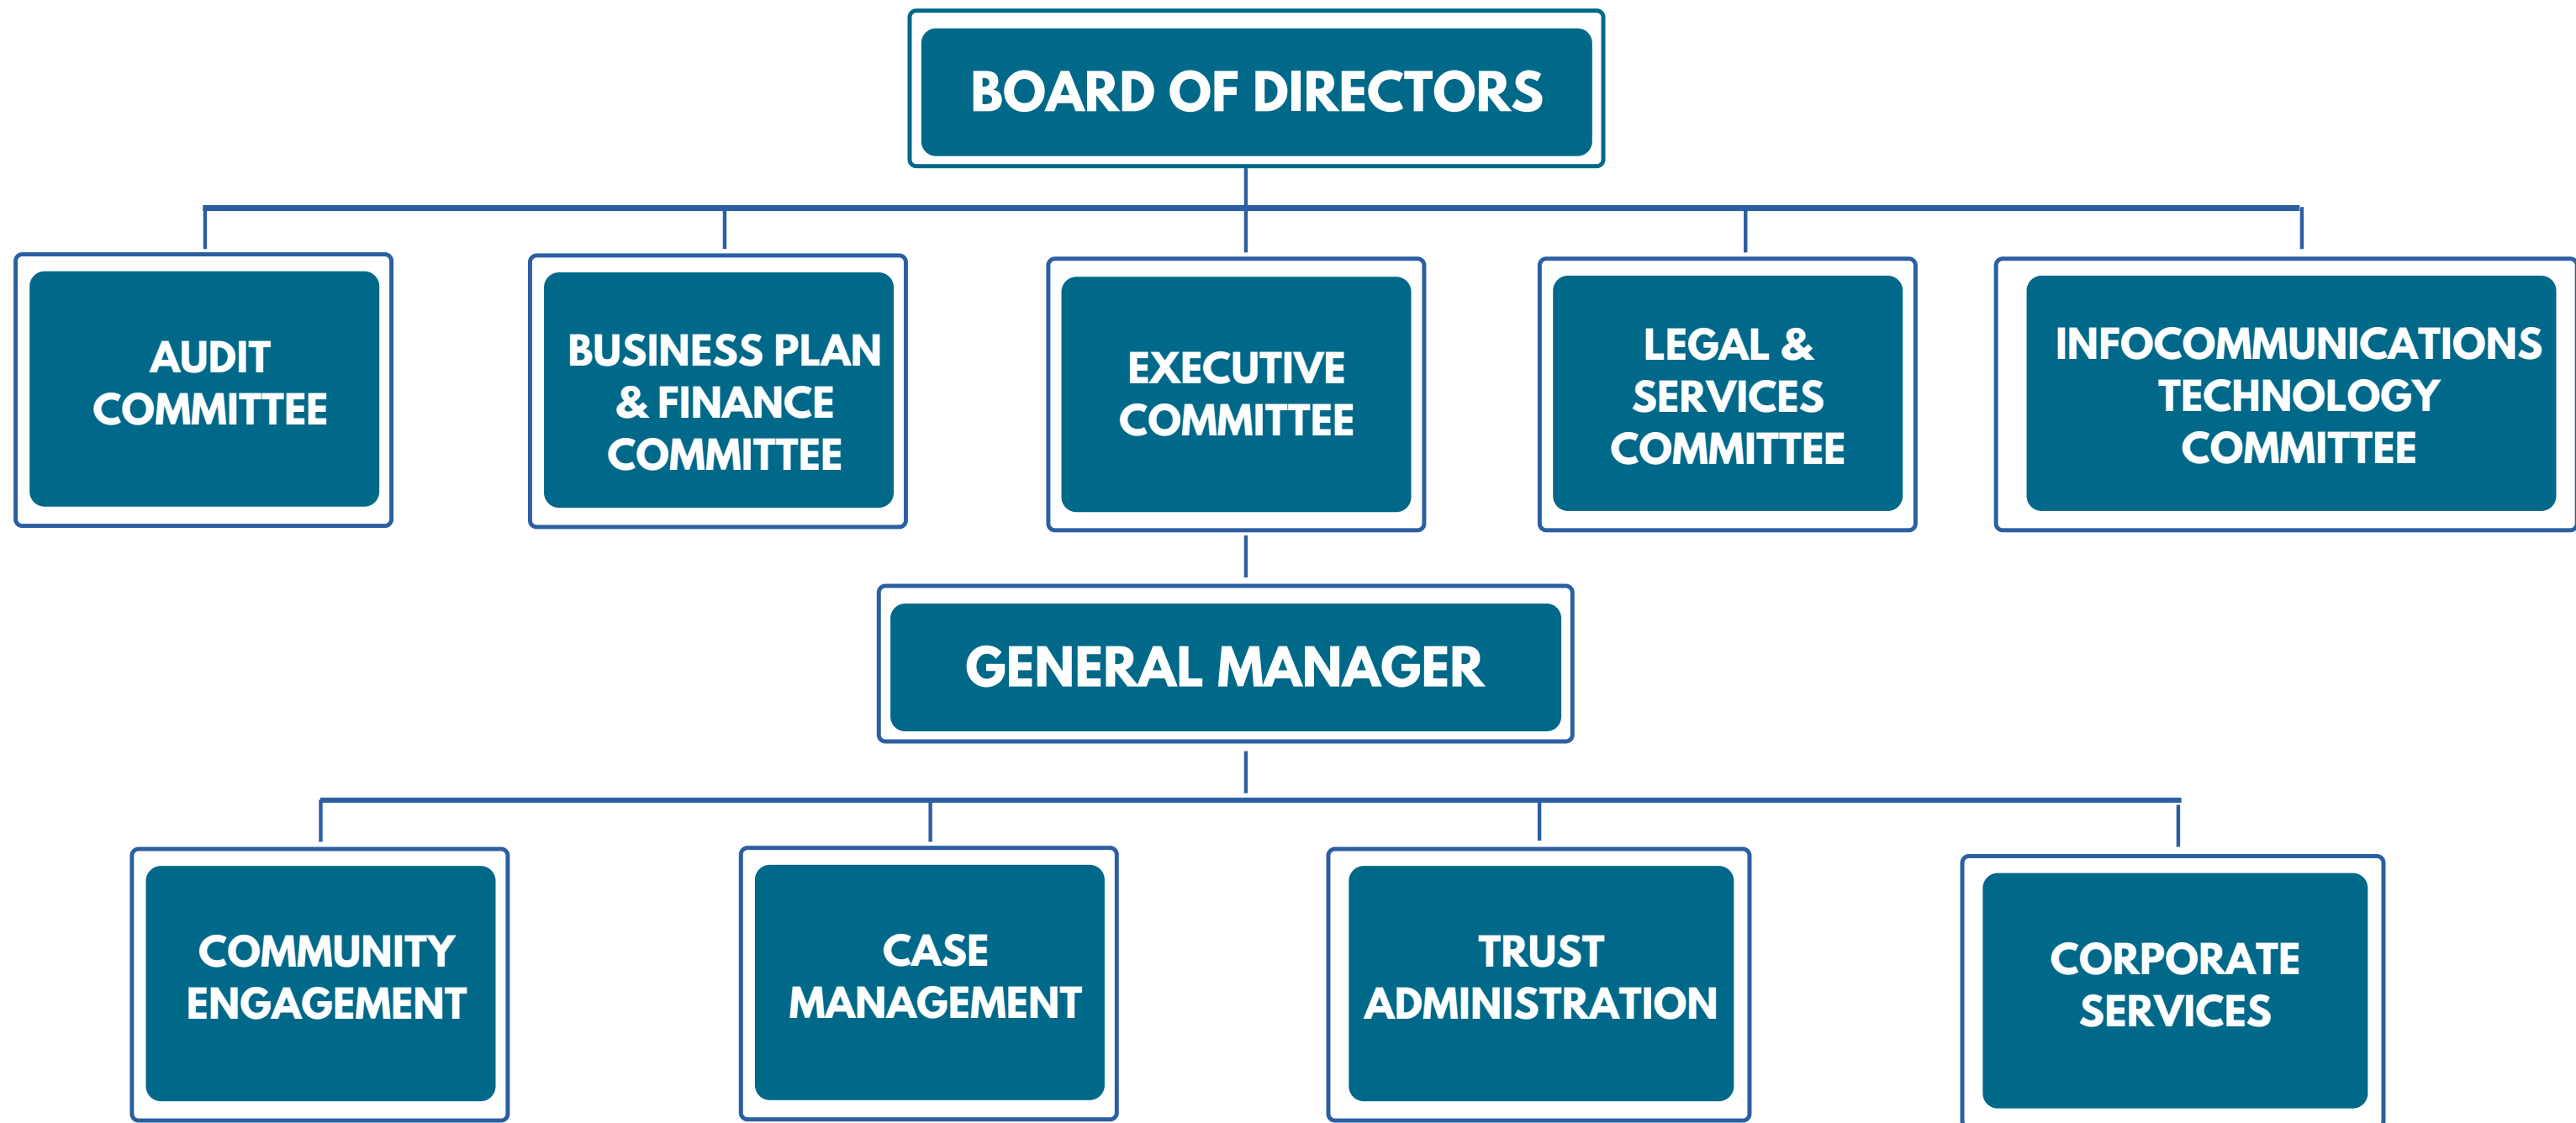 BOARD OF DIRECTORS
AUDIT
COMMITTEE
BUSINESS PLAN
& FINANCE
COMMITTEE
EXECUTIVE
COMMITTEE
LEGAL &
SERVICES
COMMITTEE
INFOCOMMUNICATIONS
TECHNOLOGY
COMMITTEE
GENERAL MANAGER
COMMUNITY
ENGAGEMENT
CASE
MANAGEMENT
TRUST
ADMINISTRATION
CORPORATE
SERVICES